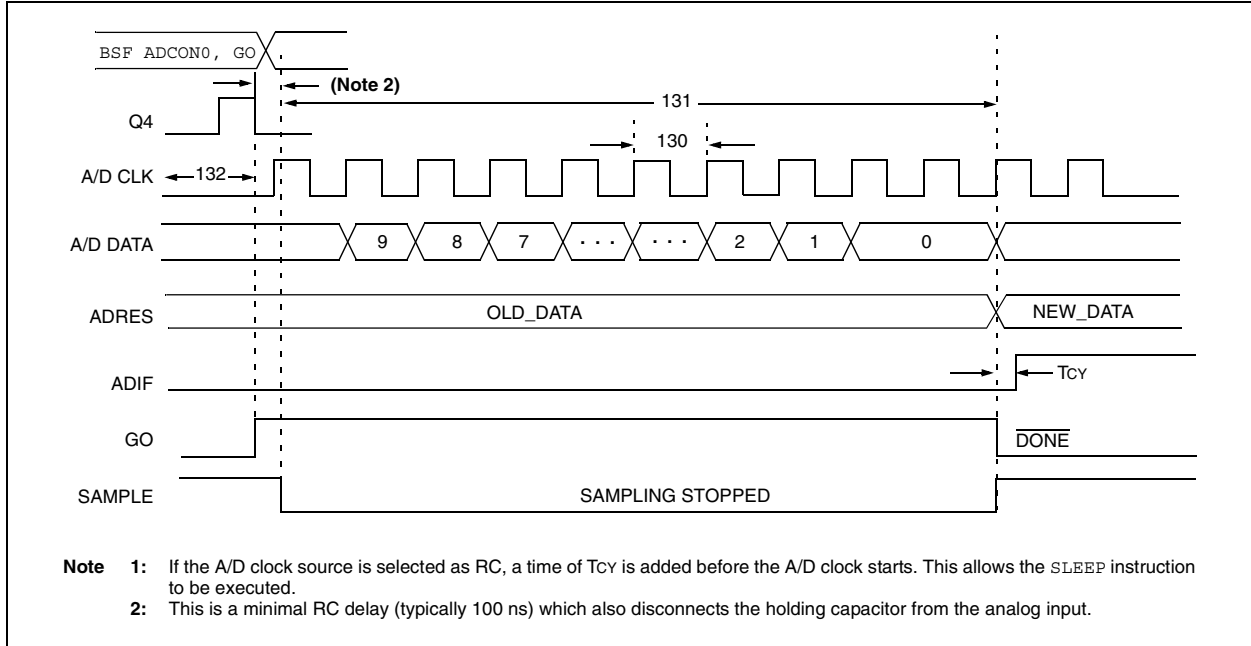 BSF ADCON0, GO
(Note 2)
131
Q4
130
A/D CLK
132
A/D DATA
9 8 7 . . . . . . 2 1 0
ADRES
OLD_DATA
NEW_DATA
ADIF
TCY
GO
DONE
SAMPLE
SAMPLING STOPPED
Note 1: If the A/D clock source is selected as RC, a time of TCY is added before the A/D clock starts. This allows the SLEEP instruction
to be executed.
2: This is a minimal RC delay (typically 100 ns) which also disconnects the holding capacitor from the analog input.